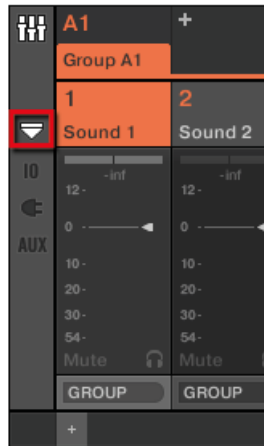 A1 +
Group A1
1 2
Sound 1 Sound 2
-inf -inf
12- 12-
0 - 0 -
IO
AUX
10- 10-
20- 20-
30- 30-
54- 54-
Mute Mute
GROUP GROUP
+